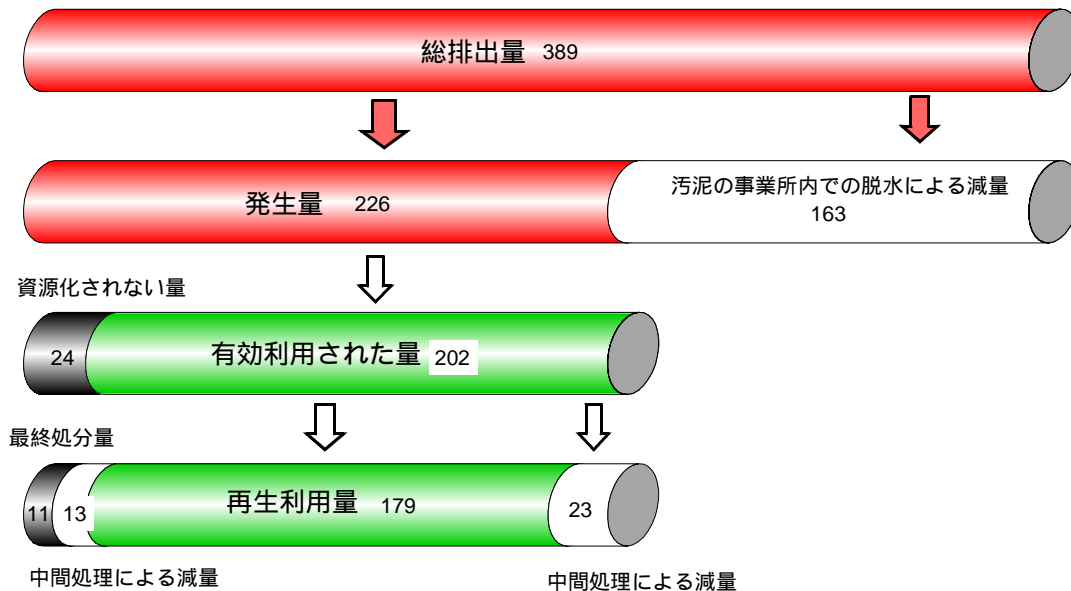 総排出量 389
発生量 226
汚泥の事業所内での脱水による減量
163
資源化されない量
24
有効利用された量 202
最終処分量
11
13
再生利用量 179
23
中間処理による減量
中間処理による減量